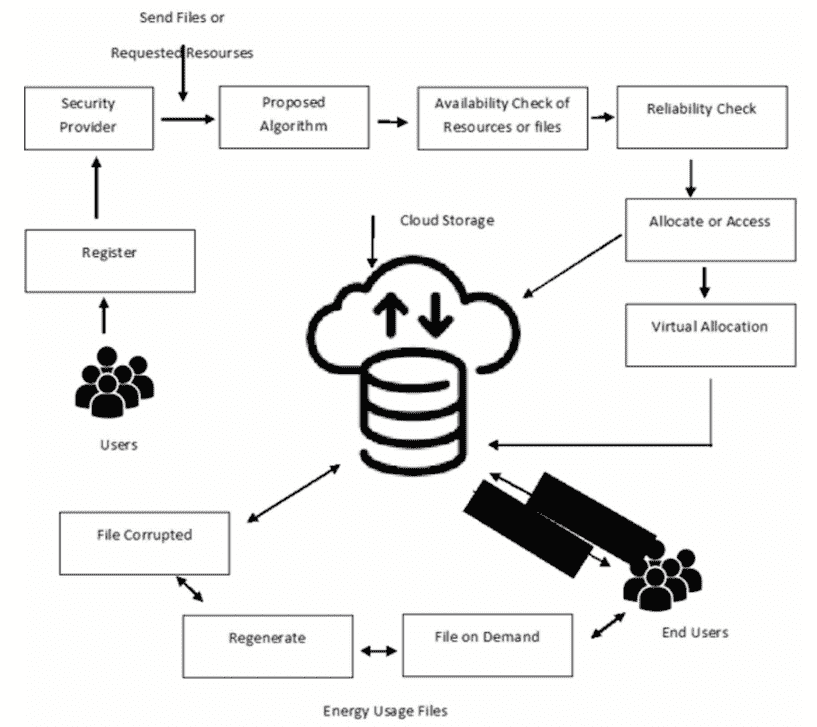 Send Files or
Requested Resourses
Security
Provider
Proposed
Algorithm
Availability Check of
Resources or files
Reliability Check
Register
Cloud Storage
Allocate or Access
Virtual Allocation
Users
File Corrupted
Regenerate
File on Demand
End Users
Energy Usage Files